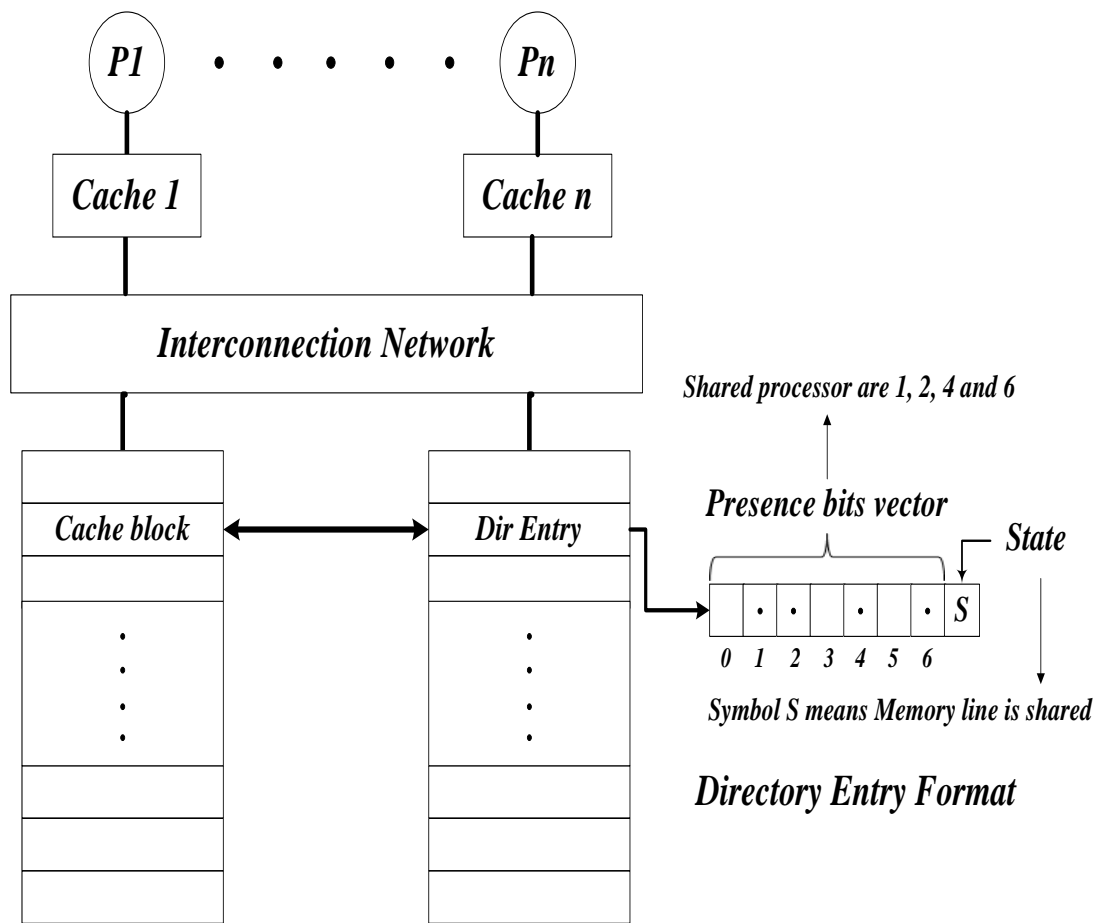 P1 . . . . . Pn
Cache 1
Cache n
Interconnection Network
Shared processor are 1, 2, 4 and 6
Presence bits vector
State
Cache block
Dir Entry
S
0 1 2 3 4 5 6
Symbol S means Memory line is shared
Directory Entry Format